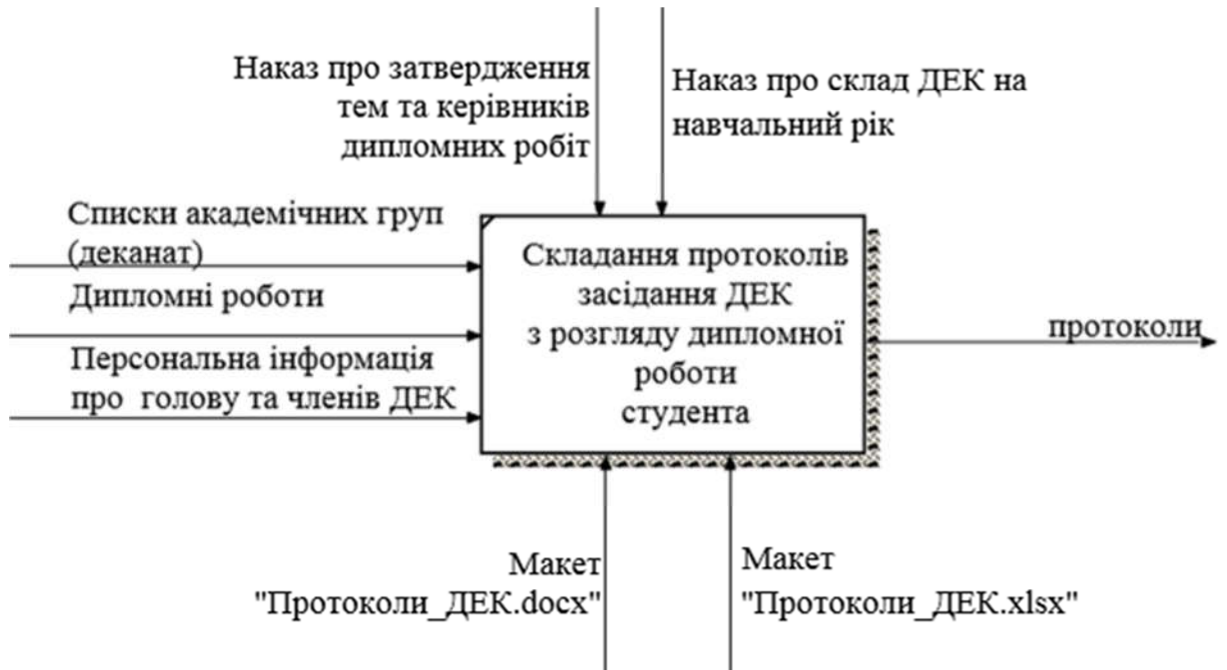 Наказ про затвердження
тем та керівників
дипломних робіт
Наказ про склад ДЕК на
навчальний рік
Списки академічних груп
(деканат)
Дипломні роботи
Персональна інформація
про голову та членів ДЕК
Складання протоколів
засідання ДЕК
з розгляду дипломної
роботи
студента
протоколи
Макет
"Протоколи_ДЕК.docx"
Макет
"Протоколи_ДЕК.xlsx"